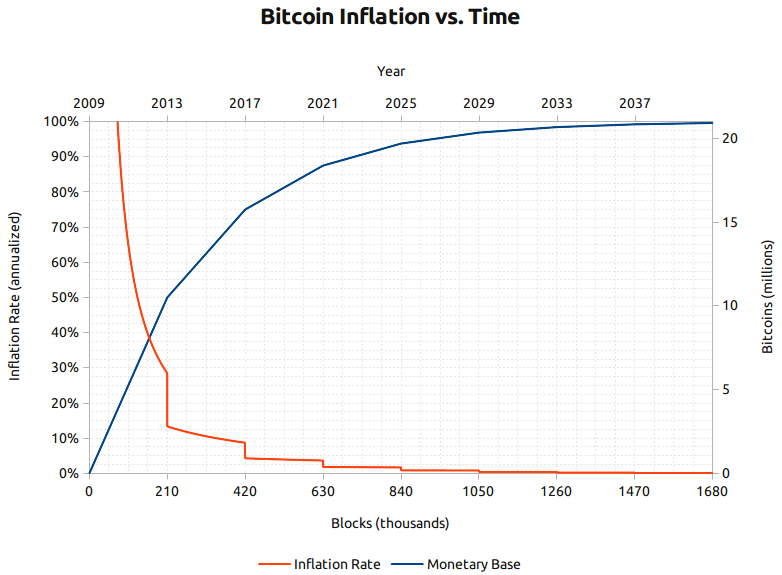 Bitcoin Inflation vs. Time
Year
2009 2013 2017 2021 2025 2029 2033 2037
100%
90%
80%
70%
60%
50%
40%
30%
20%
10%
0%
Inflation Rate (annualized)
20
15
10
5
0
Bitcoins (millions)
0 210 420 630 840 1050 1260 1470 1680
Blocks (thousands)
Inflation Rate Monetary Base